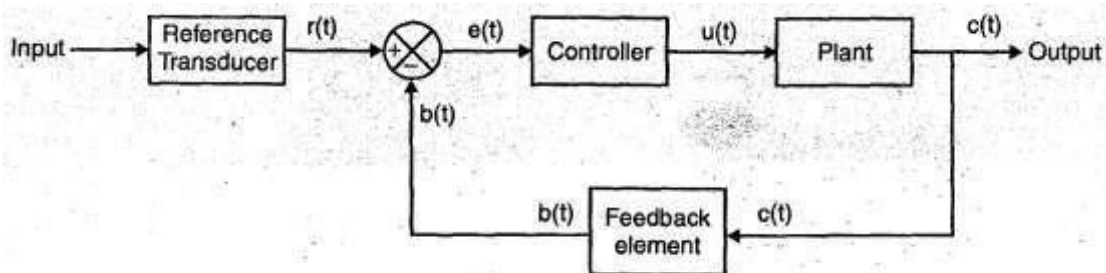 Input
Reference
Transducer
r(t)
+
−
e(t)
Controller
u(t)
Plant
c(t)
Output
b(t)
b(t)
Feedback
element
c(t)